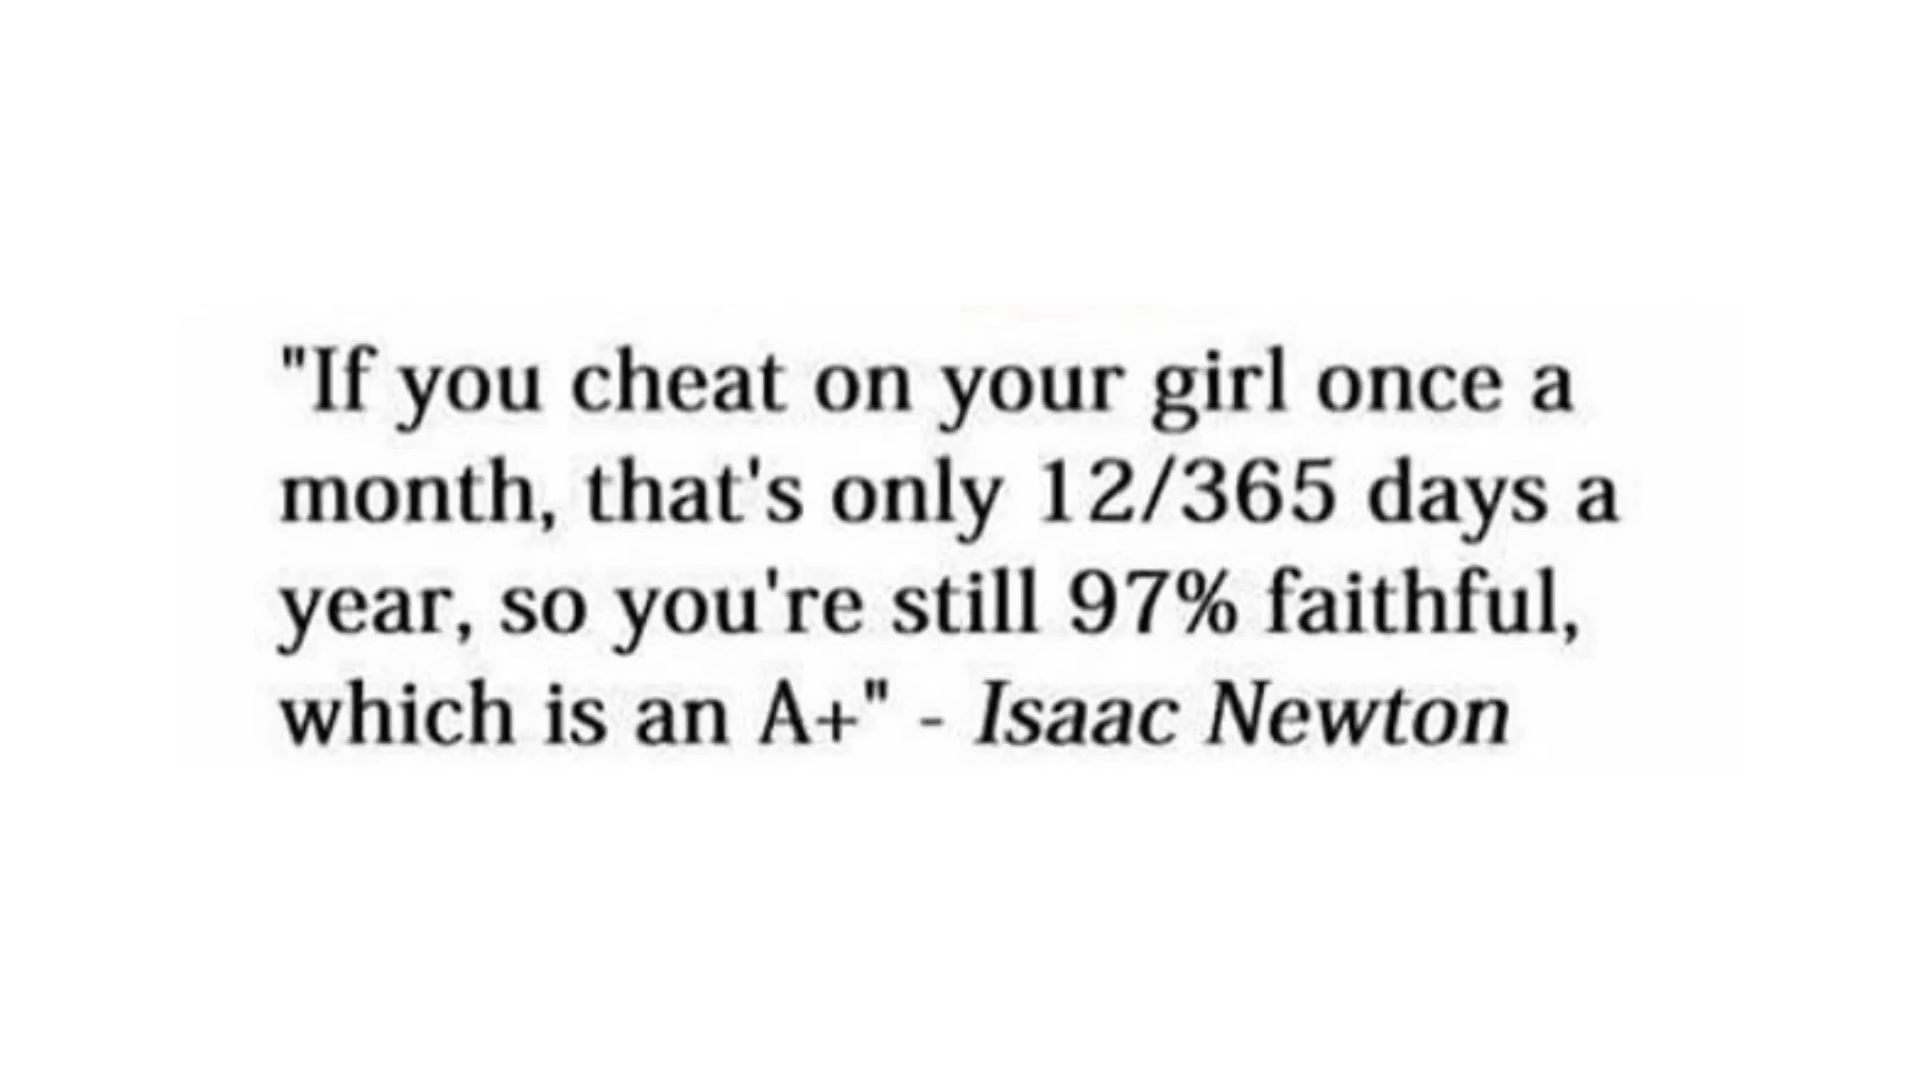 "If you cheat on your girl once a
month, that's only 12/365 days a
year, so you're still 97% faithful,
which is an A+" - Isaac Newton